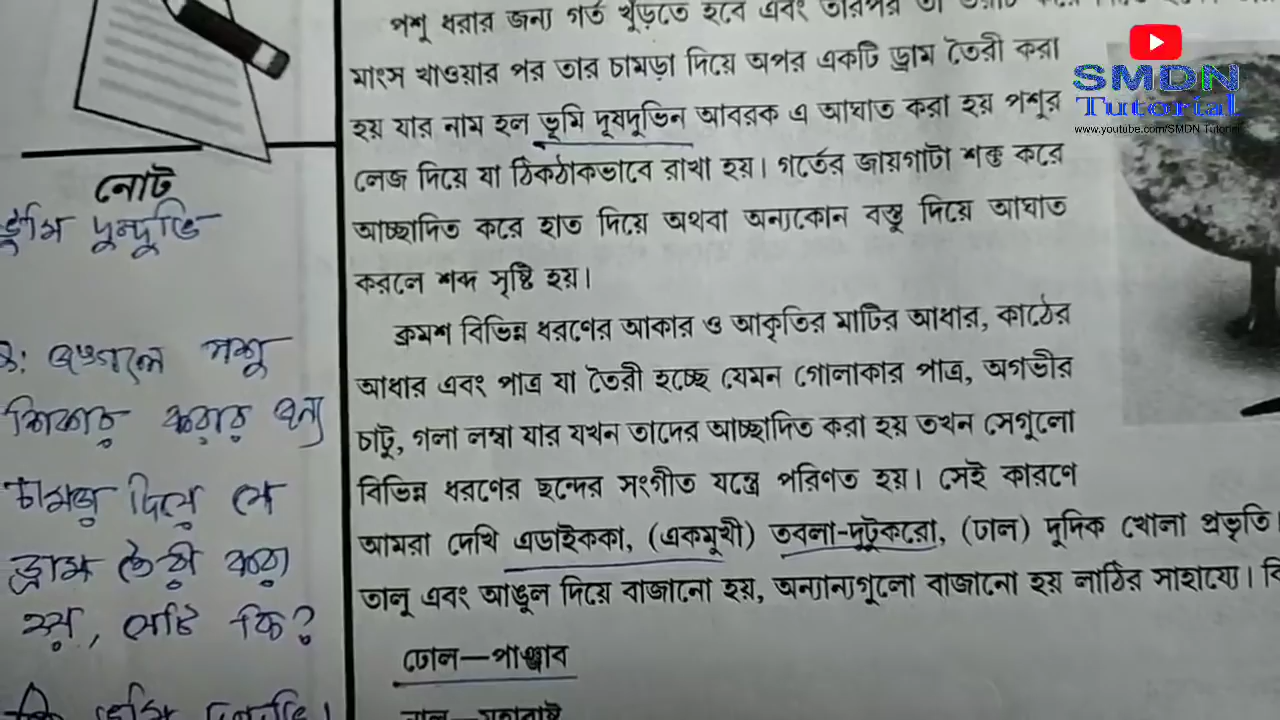 পশু ধরার জন্য গর্ত খুঁড়তে হবে এবং তারপর তা
মাংস খাওয়ার পর তার চামড়া দিয়ে অপর একটি ড্রাম তৈরী করা
হয় যার নাম হল ভূমি দূষদুভিন আবরক এ আঘাত করা হয় পশুর
লেজ দিয়ে যা ঠিকঠাকভাবে রাখা হয়। গর্তের জায়গাটা শক্ত করে
আচ্ছাদিত করে হাত দিয়ে অথবা অন্যকোন বস্তু দিয়ে আঘাত
করলে শব্দ সৃষ্টি হয়।
ক্রমশ বিভিন্ন ধরণের আকার ও আকৃতির মাটির আধার, কাঠের
আধার এবং পাত্র যা তৈরী হচ্ছে যেমন গোলাকার পাত্র, অগভীর
চাটু, গলা লম্বা যার যখন তাদের আচ্ছাদিত করা হয় তখন সেগুলো
বিভিন্ন ধরণের ছন্দের সংগীত যন্ত্রে পরিণত হয়। সেই কারণে
আমরা দেখি এডাইককা, (একমুখী) তবলা-দুটুকরো, (ঢাল) দুদিক খোলা প্রভৃতি।
তালু এবং আঙুল দিয়ে বাজানো হয়, অন্যান্যগুলো বাজানো হয় লাঠির সাহায্যে।
ঢোল—পাঞ্জাব
নোট
ভূমি দুন্দুভি
জঙ্গলে পশু
শিকার করার জন্য
চামড়া দিয়ে যে
ড্রাম তৈরী করা
হয়, সেটি কি?
SMDN
Tutorial
www.youtube.com/SMDN Tutorial